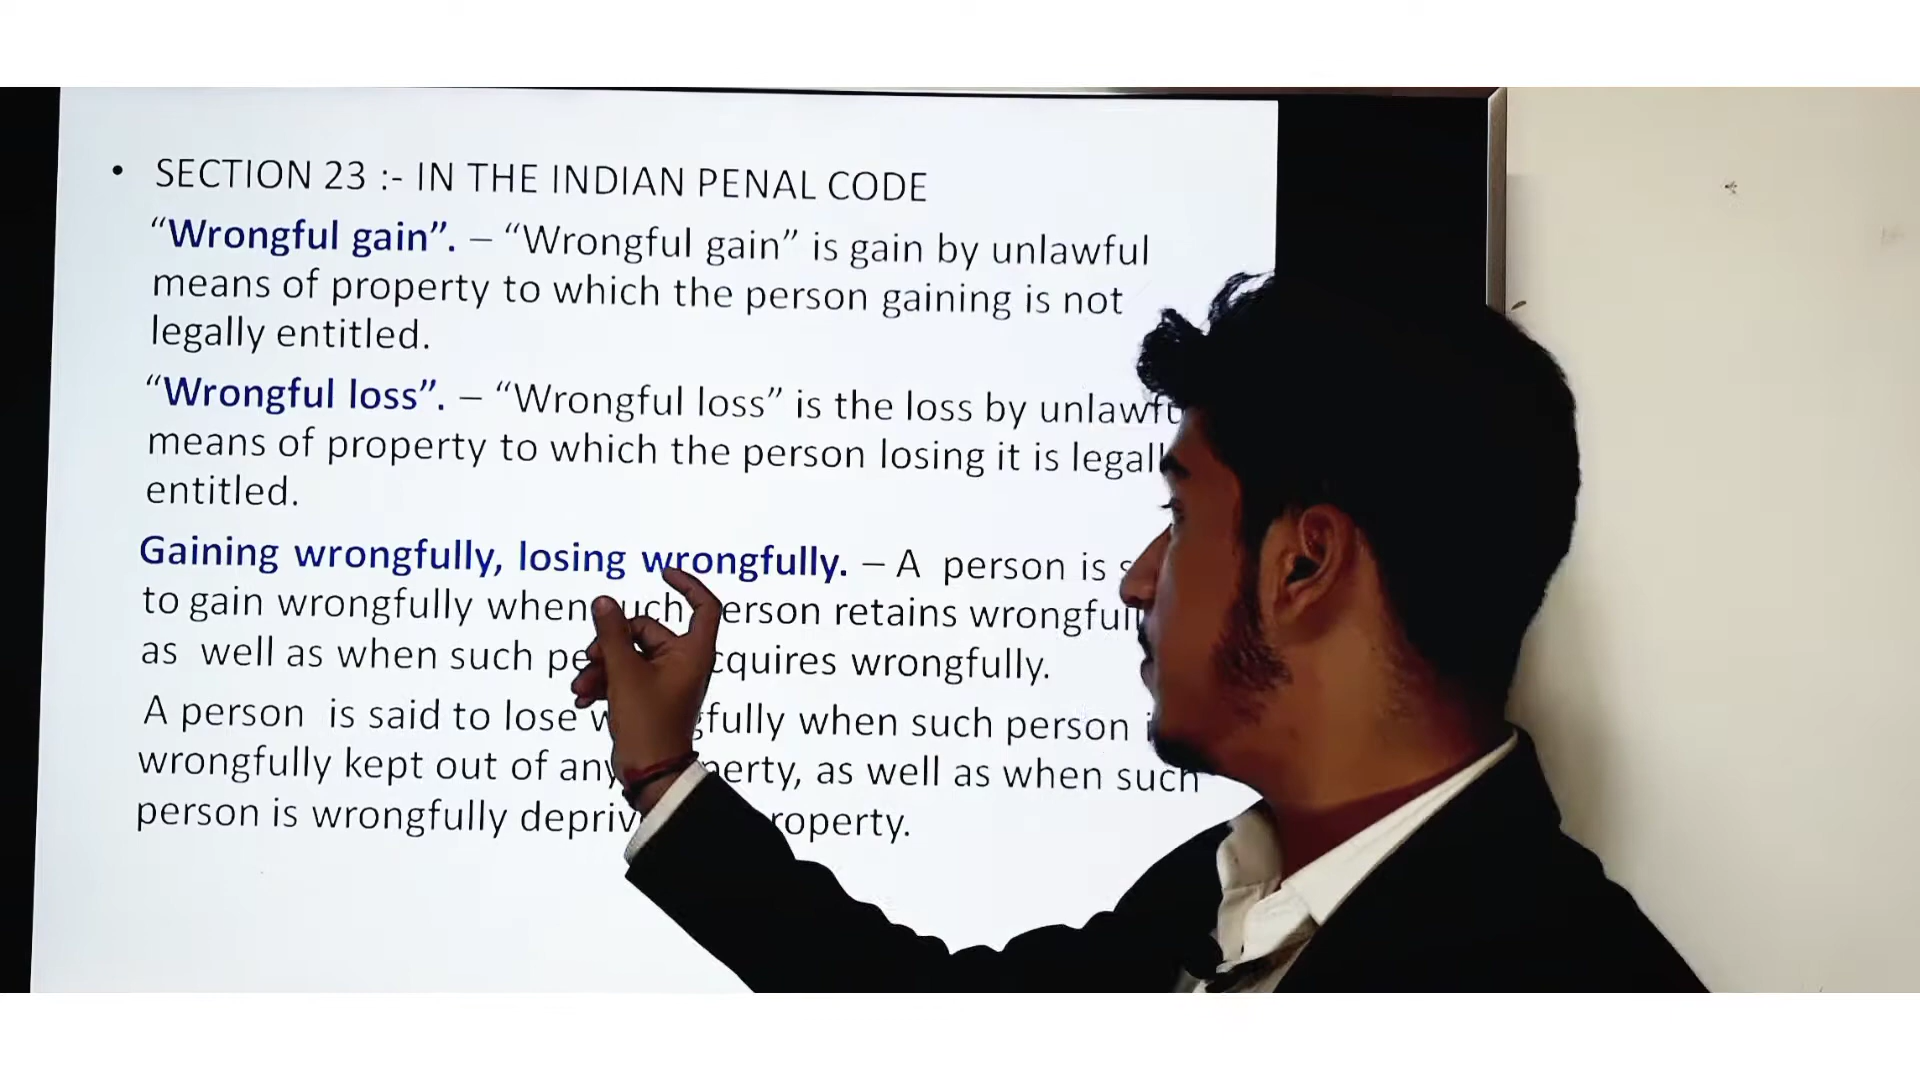 • SECTION 23 :- IN THE INDIAN PENAL CODE
“Wrongful gain”. – “Wrongful gain” is gain by unlawful
means of property to which the person gaining is not
legally entitled.
“Wrongful loss”. – “Wrongful loss” is the loss by
means of property to which the person losing it is
entitled.
Gaining wrongfully, losing wrongfully. – A person is
to gain wrongfully when retains
as well as when such wrongfully.
A person is said to lose when such person
wrongfully kept out of as well as when such
person is wrongfully